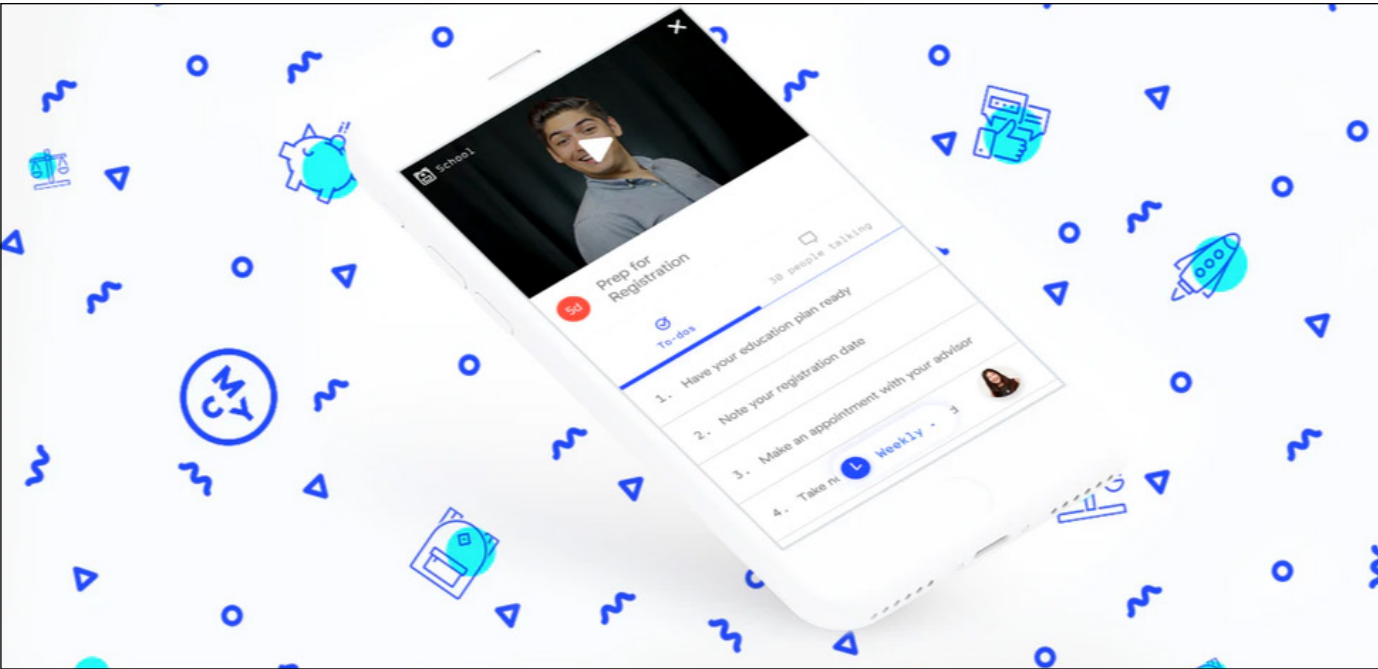 School
Prep for
Registration
5d
To-dos
30 people talking
1. Have your education plan ready
2. Note your registration date
3. Make an appointment with your advisor
4. Take
Weekly
M
C Y